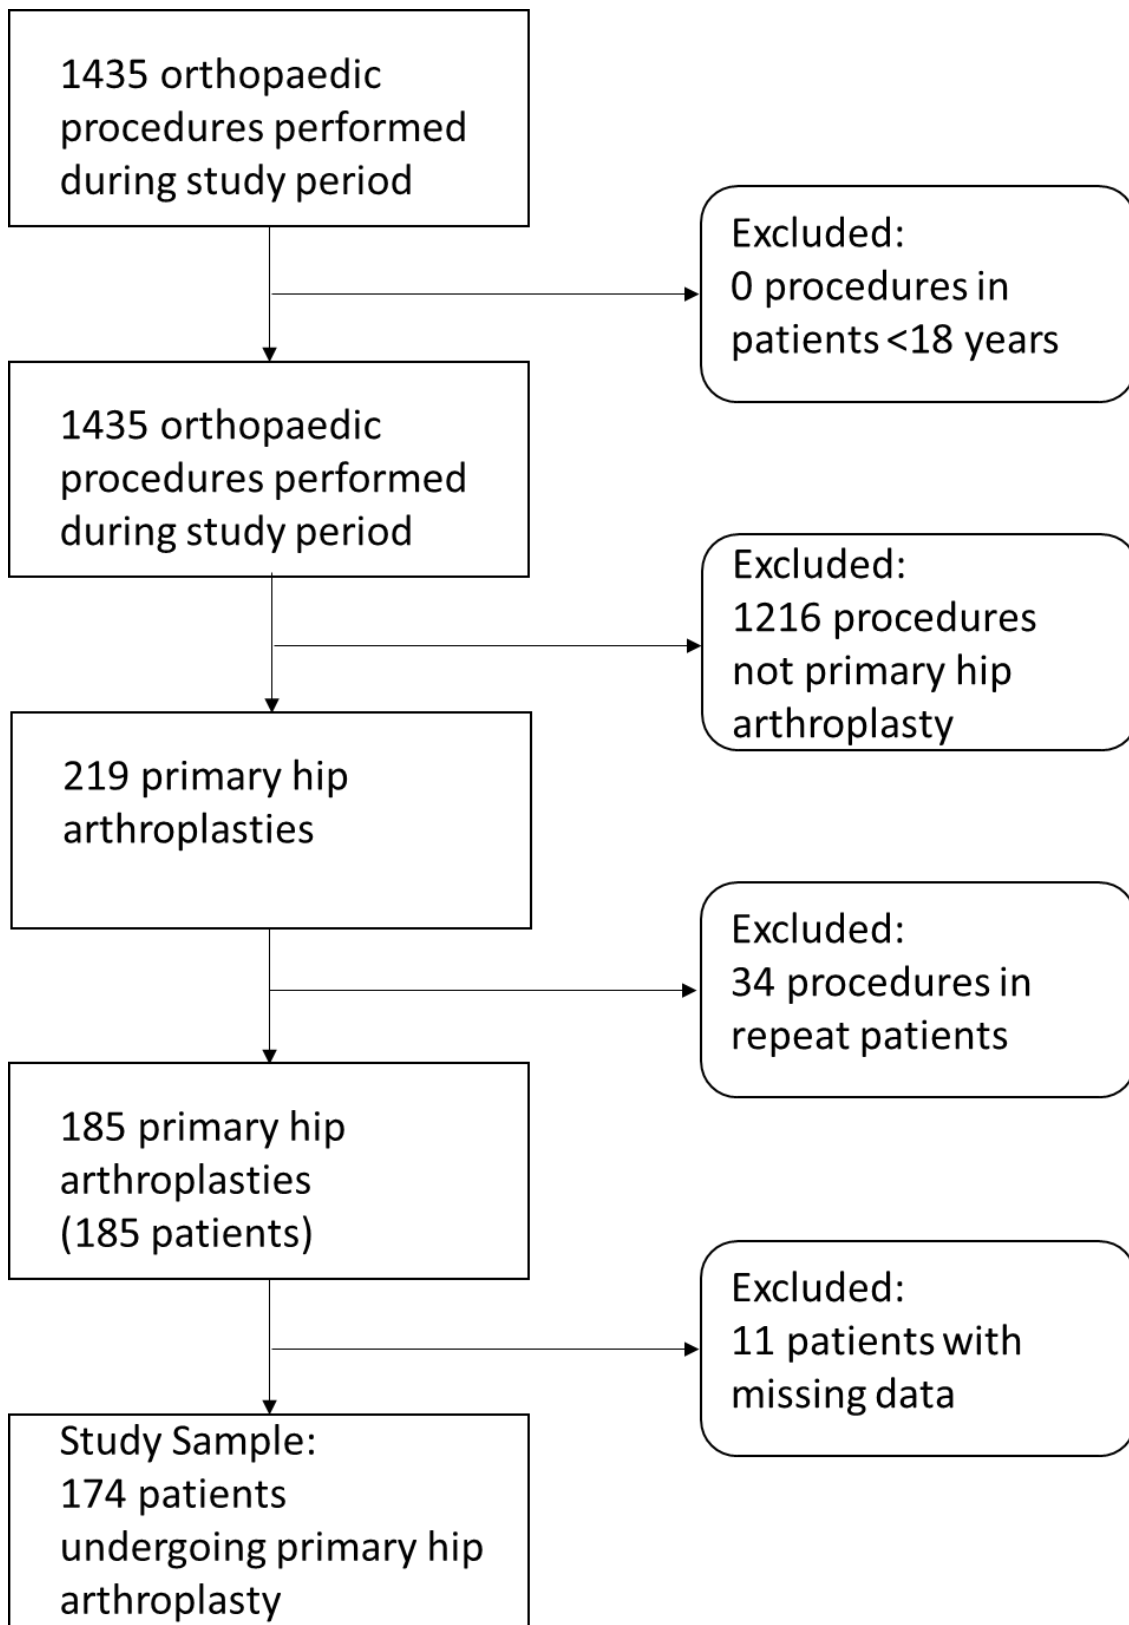 1435 orthopaedic
procedures performed
during study period
Excluded:
0 procedures in
patients <18 years
1435 orthopaedic
procedures performed
during study period
Excluded:
1216 procedures
not primary hip
arthroplasty
219 primary hip
arthroplasties
Excluded:
34 procedures in
repeat patients
185 primary hip
arthroplasties
(185 patients)
Excluded:
11 patients with
missing data
Study Sample:
174 patients
undergoing primary hip
arthroplasty